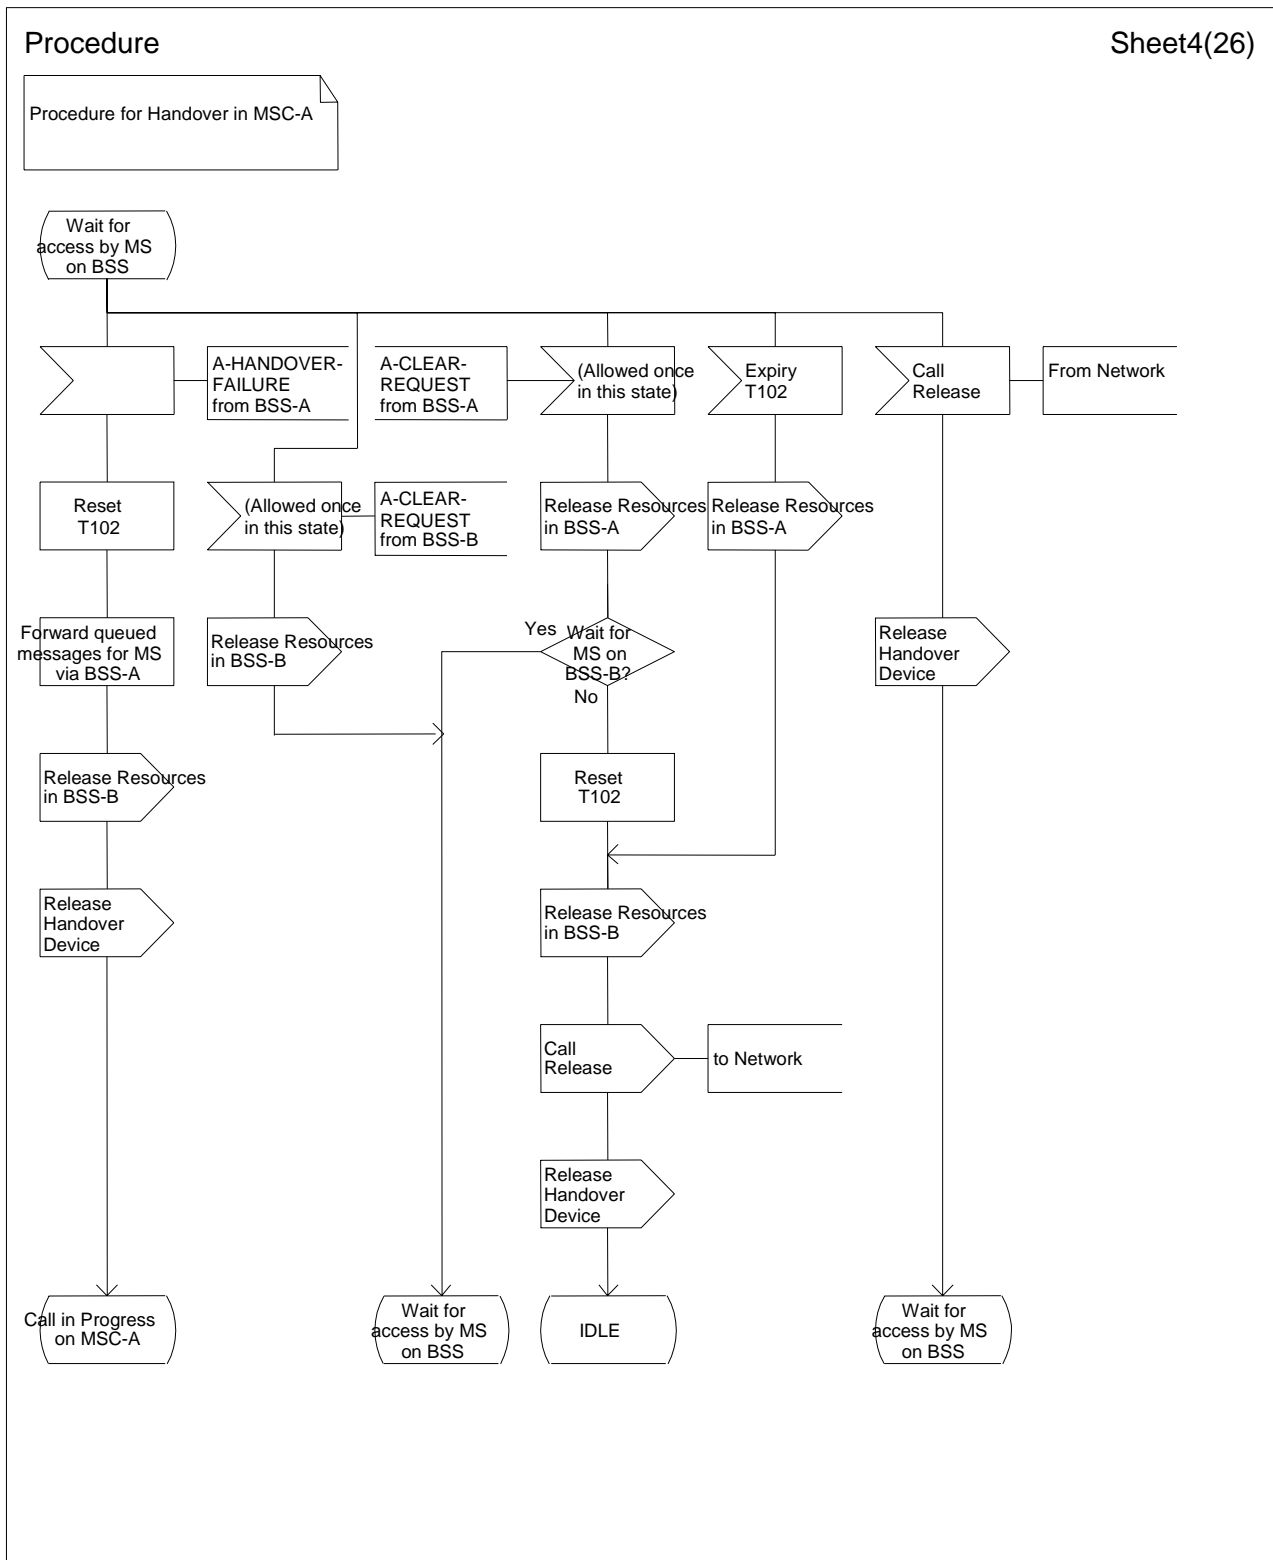 Procedure
Sheet4(26)
Procedure for Handover in MSC-A
Wait for
access by MS
on BSS
A-HANDOVER-
FAILURE
from BSS-A
A-CLEAR-
REQUEST
from BSS-A
(Allowed once
in this state)
Expiry
T102
Call
Release
From Network
Reset
T102
(Allowed once
in this state)
A-CLEAR-
REQUEST
from BSS-B
Release Resources
in BSS-A
Release Resources
in BSS-A
Forward queued
messages for MS
via BSS-A
Release Resources
in BSS-B
Yes
Wait for
MS on
BSS-B?
No
Release
Handover
Device
Release Resources
in BSS-B
Reset
T102
Release
Handover
Device
Release Resources
in BSS-B
Call
Release
to Network
Release
Handover
Device
Call in Progress
on MSC-A
Wait for
access by MS
on BSS
IDLE
Wait for
access by MS
on BSS